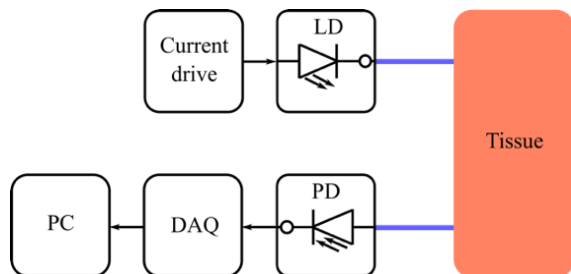 Current
drive
LD
Tissue
PC
DAQ
PD